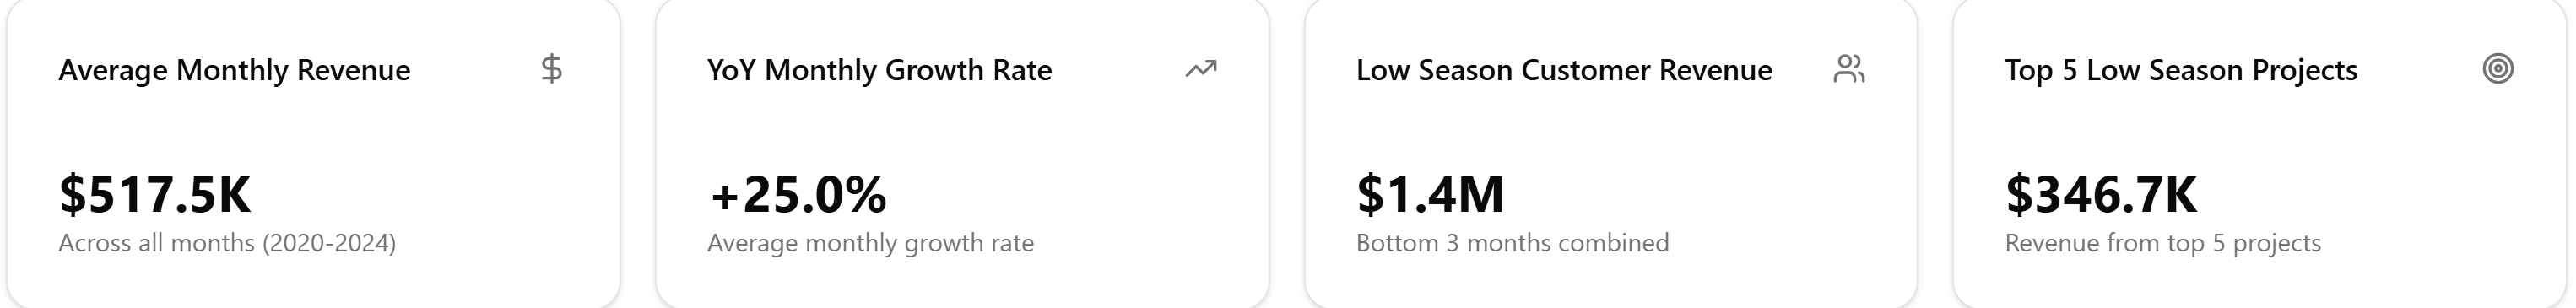 Average Monthly Revenue
$517.5K
Across all months (2020-2024)
YoY Monthly Growth Rate
+25.0%
Average monthly growth rate
Low Season Customer Revenue
$1.4M
Bottom 3 months combined
Top 5 Low Season Projects
$346.7K
Revenue from top 5 projects